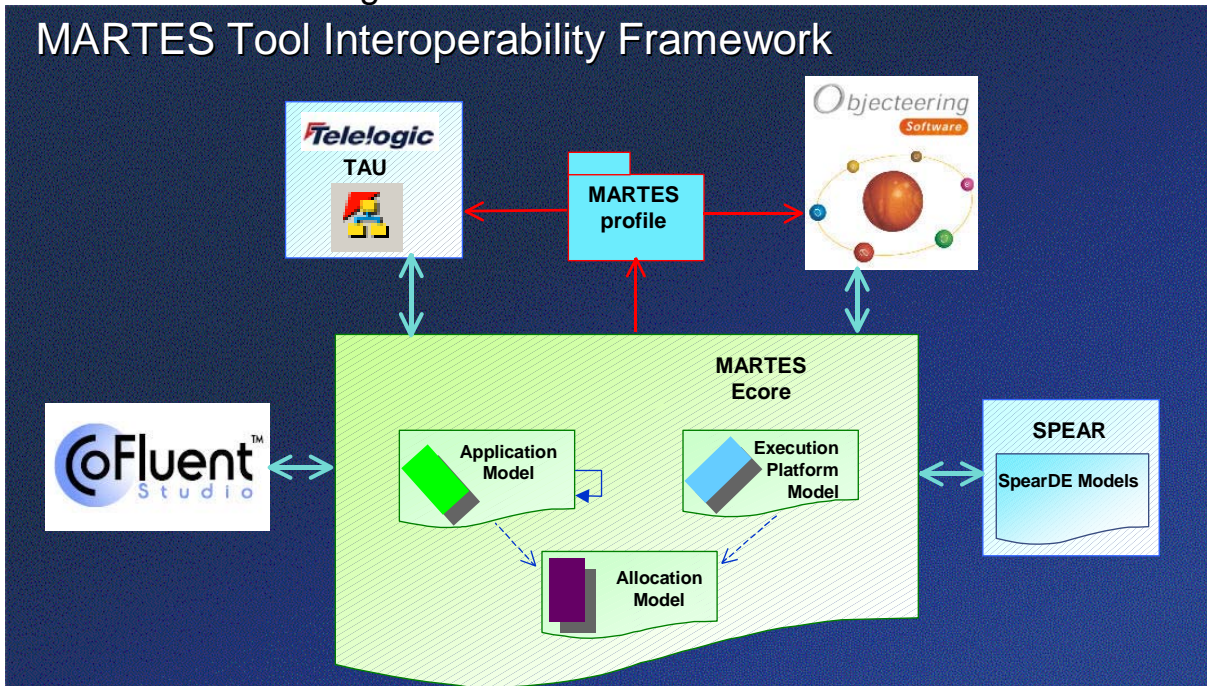 MARTES Tool Interoperability Framework
Telelogic
TAU
MARTES
profile
Objecteering
Software
MARTES
Ecore
CoFluent™
Studio
Application
Model
Execution
Platform
Model
Allocation
Model
SPEAR
SpearDE Models